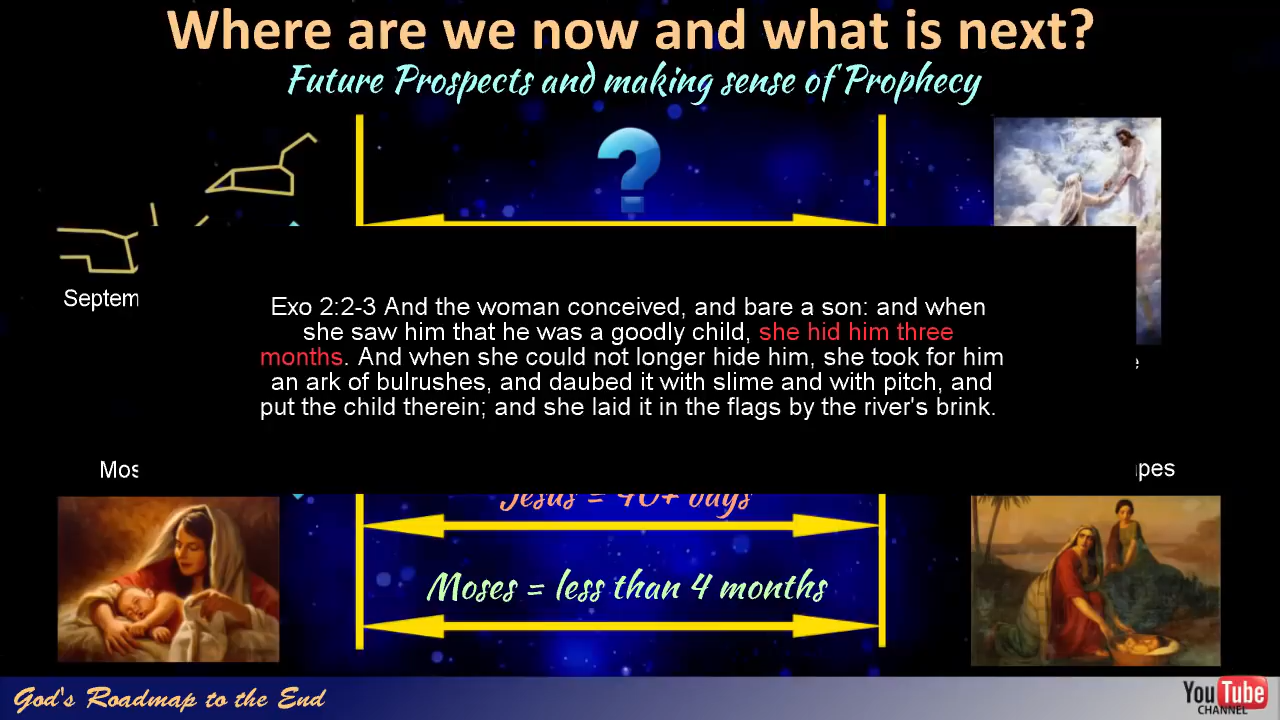 Where are we now and what is next?
Future Prospects and making sense of Prophecy
Septem
Exo 2:2-3 And the woman conceived, and bare a son: and when
she saw him that he was a goodly child, she hid him three
months. And when she could not longer hide him, she took for him
an ark of bulrushes, and daubed it with slime and with pitch, and
put the child therein; and she laid it in the flags by the river's brink.
e
Mos
apes
Jesus = 40+ days
Moses = less than 4 months
God's Roadmap to the End
YouTube
CHANNEL